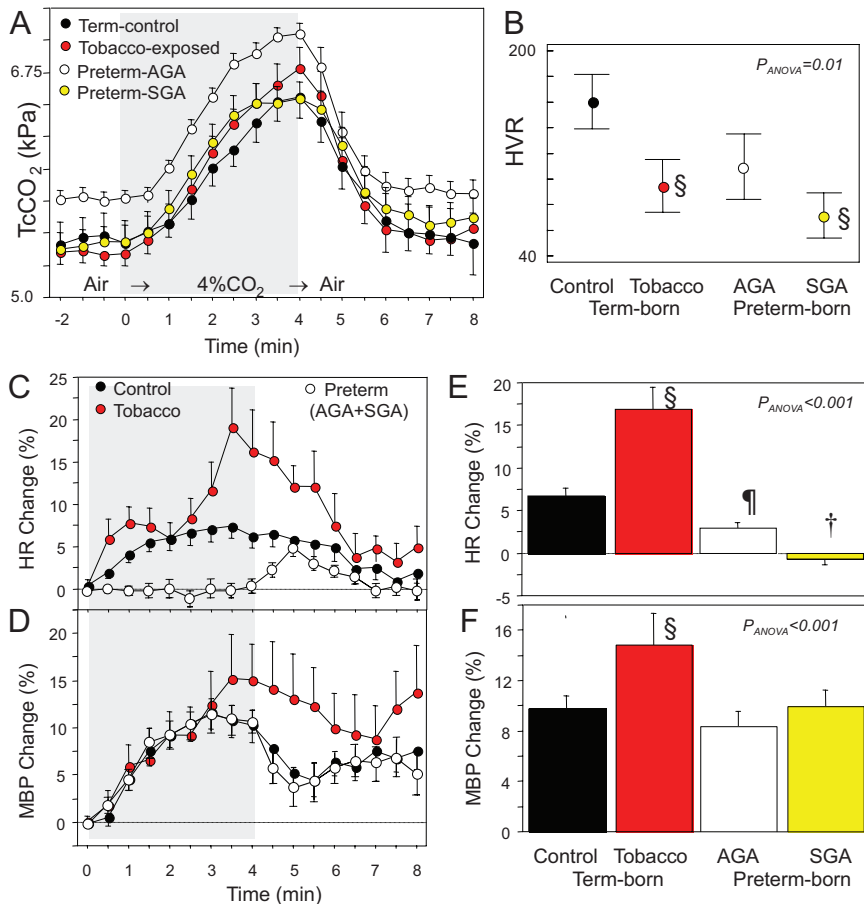 A
Term-control
Tobacco-exposed
Preterm-AGA
Preterm-SGA
TcCO2 (kPa)
6.75
5.0
Air → 4%CO2 → Air
-2 0 1 2 3 4 5 6 7 8
Time (min)
B
HVR
200
40
PANOVA=0.01
§
§
Control Tobacco AGA SGA
Term-born Preterm-born
C
Control
Tobacco
Preterm
(AGA+SGA)
HR Change (%)
25
20
15
10
5
0
D
MBP Change (%)
20
15
10
5
0
0 1 2 3 4 5 6 7 8
Time (min)
E
HR Change (%)
20
15
10
5
0
-5
PANOVA<0.001
§
¶
†
F
MBP Change (%)
16
12
8
4
0
PANOVA<0.001
§
Control Tobacco AGA SGA
Term-born Preterm-born